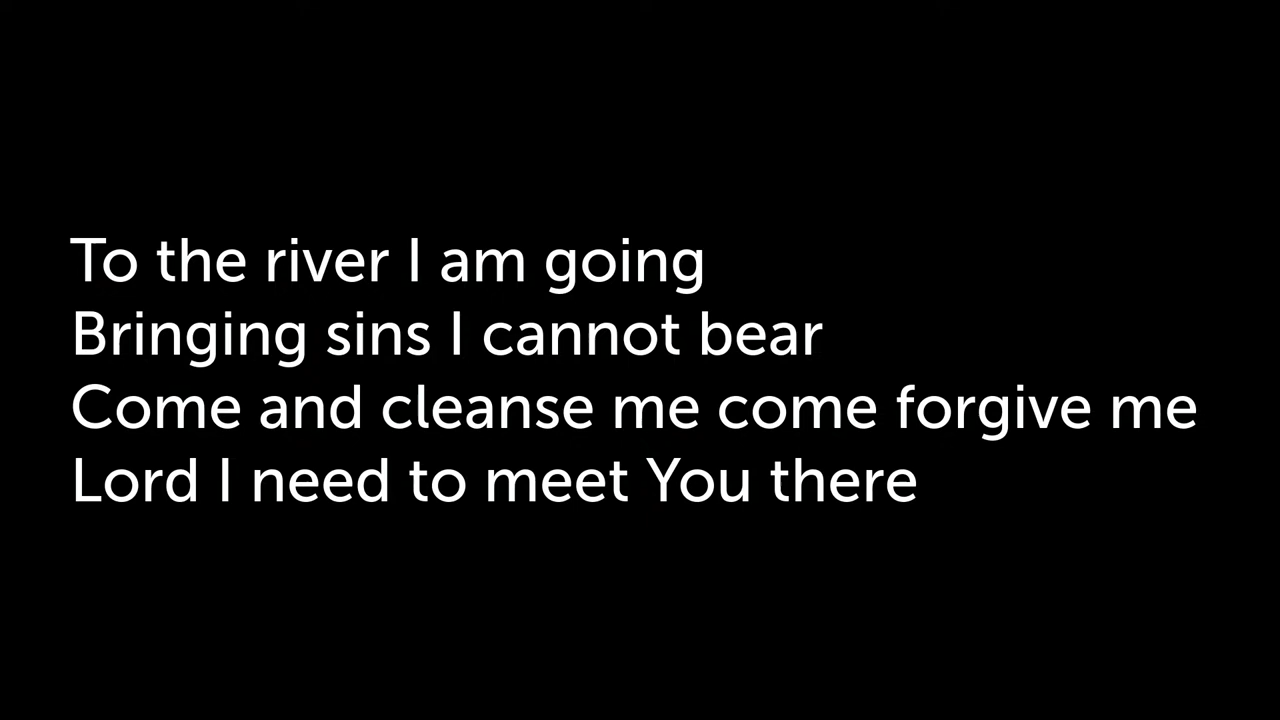 To the river I am going
Bringing sins I cannot bear
Come and cleanse me come forgive me
Lord I need to meet You there